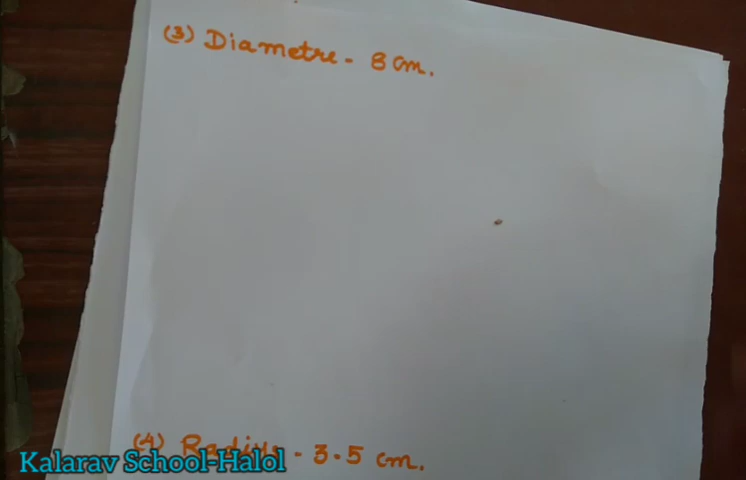 (3) Diametre - 8 cm.
(4) Radius - 3.5 cm.
Kalarav School-Halol